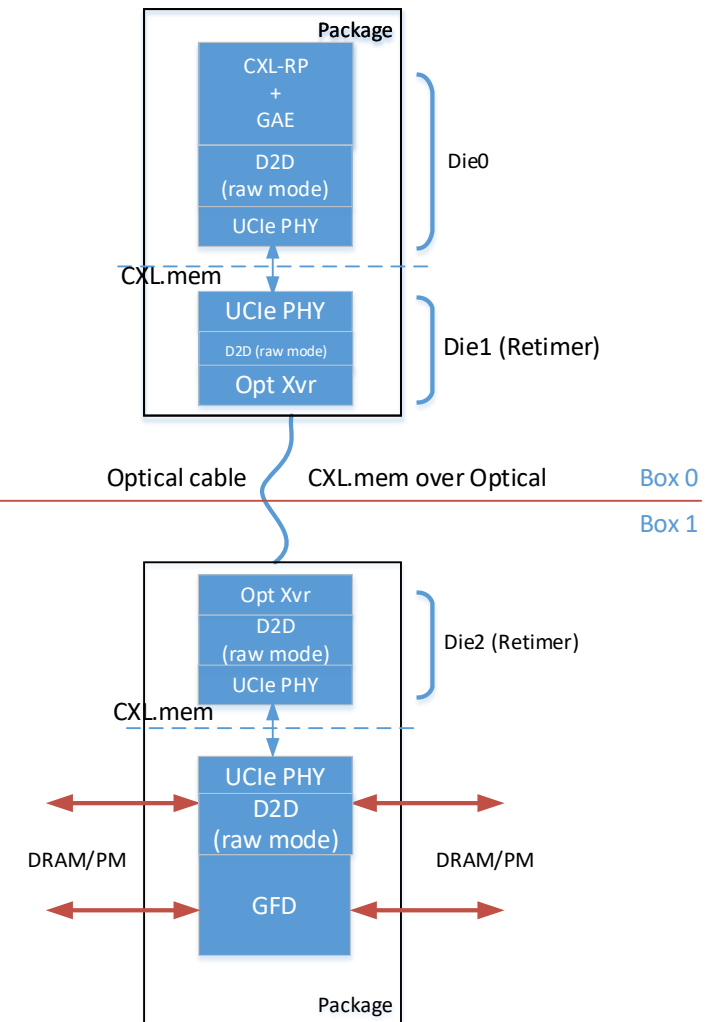 Package
CXL-RP
+
GAE
D2D
(raw mode)
UCIe PHY
Die0
CXL.mem
UCIe PHY
D2D (raw mode)
Opt Xvr
Die1 (Retimer)
Optical cable
CXL.mem over Optical
Box 0
Box 1
Opt Xvr
D2D
(raw mode)
UCIe PHY
Die2 (Retimer)
CXL.mem
UCIe PHY
D2D
(raw mode)
DRAM/PM
DRAM/PM
GFD
Package